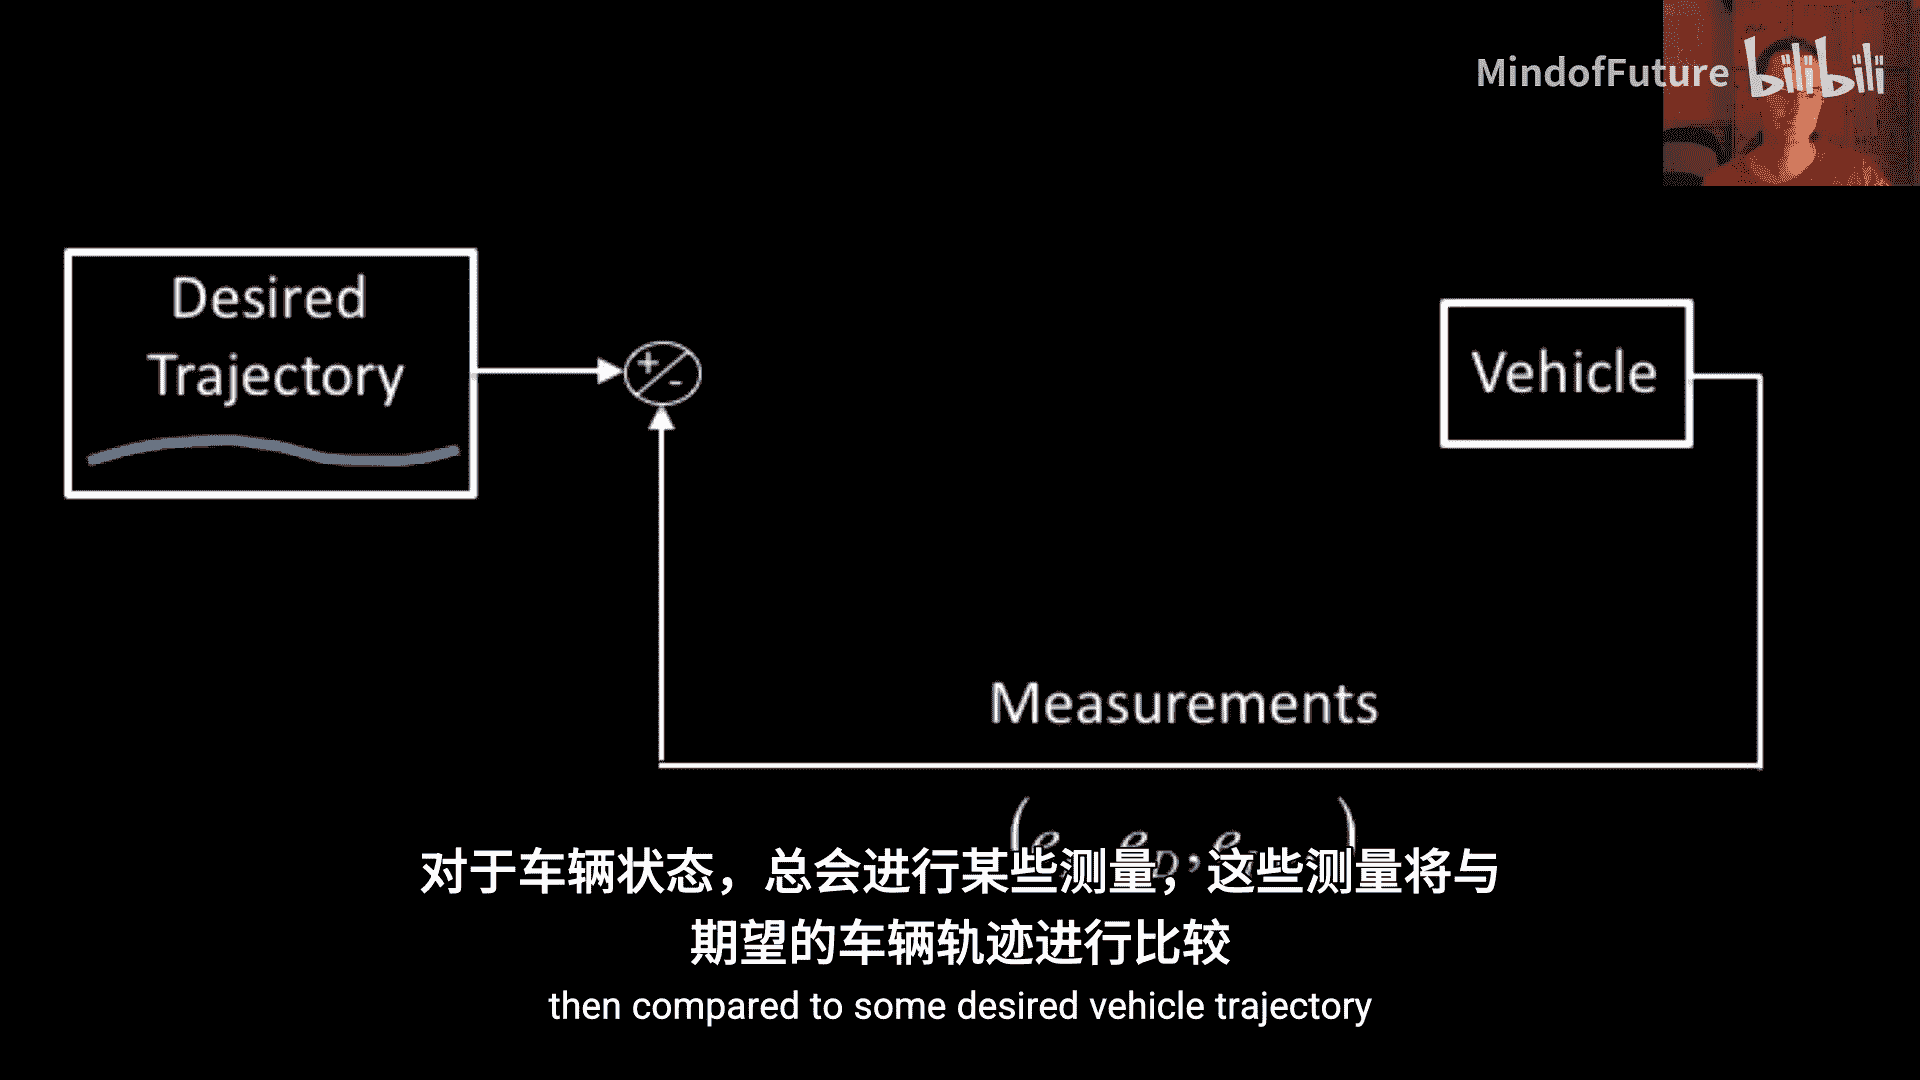 MindofFuture bilibili
Desired
Trajectory
+
-
Vehicle
Measurements
对于车辆状态，总会进行某些测量，这些测量将与
期望的车辆轨迹进行比较
then compared to some desired vehicle trajectory